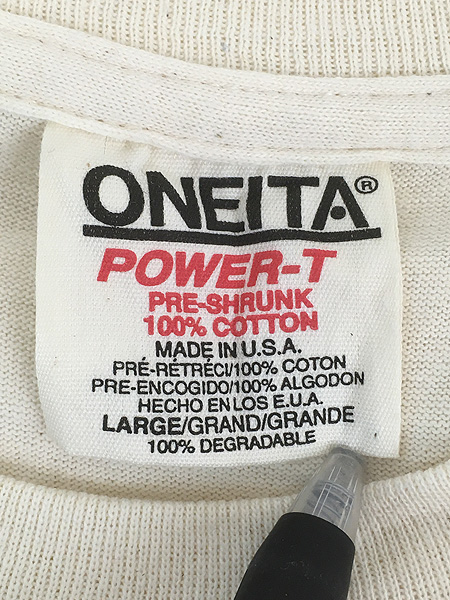 ONEITA®
POWER-T
PRE-SHRUNK
100% COTTON
MADE IN U.S.A.
PRÉ-RÉTRÉCI/100% COTON
PRE-ENCOGIDO/100% ALGODON
HECHO EN LOS E.U.A.
LARGE/GRAND/GRANDE
100% DEGRADABLE